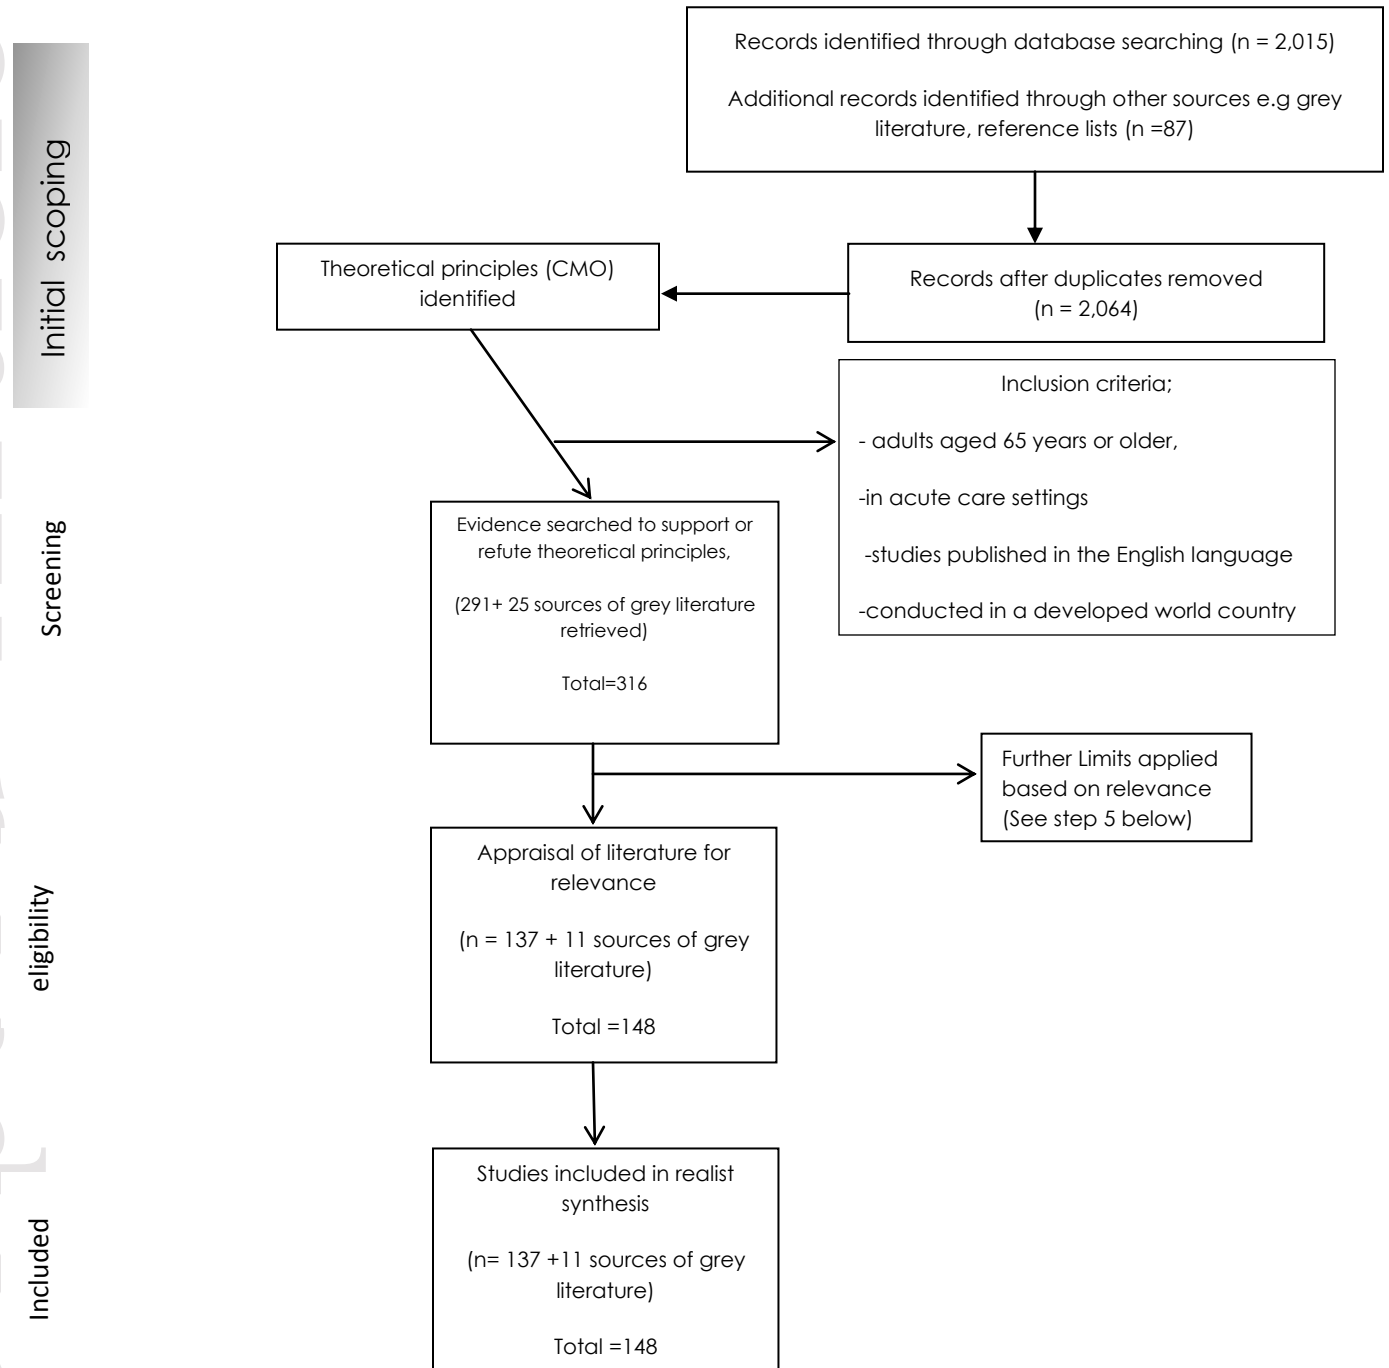 Records identified through database searching (n = 2,015)
Additional records identified through other sources e.g grey
literature, reference lists (n =87)
Initial scoping
Theoretical principles (CMO)
identified
Records after duplicates removed
(n = 2,064)
Inclusion criteria;
- adults aged 65 years or older,
-in acute care settings
-studies published in the English language
-conducted in a developed world country
Screening
Evidence searched to support or
refute theoretical principles,
(291+ 25 sources of grey literature
retrieved)
Total=316
Further Limits applied
based on relevance
(See step 5 below)
eligibility
Appraisal of literature for
relevance
(n = 137 + 11 sources of grey
literature)
Total =148
Included
Studies included in realist
synthesis
(n= 137 +11 sources of grey
literature)
Total =148